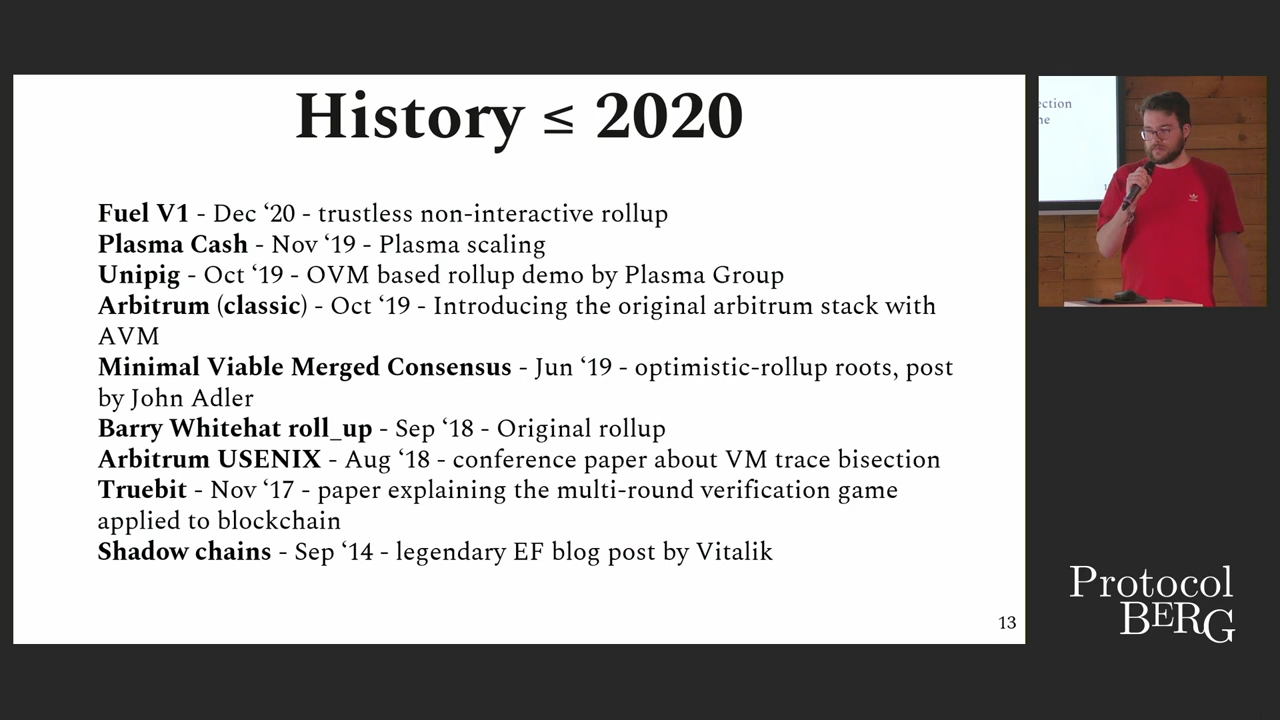 History ≤ 2020
Fuel V1 - Dec ‘20 - trustless non-interactive rollup
Plasma Cash - Nov ‘19 - Plasma scaling
Unipig - Oct ‘19 - OVM based rollup demo by Plasma Group
Arbitrum (classic) - Oct ‘19 - Introducing the original arbitrum stack with
AVM
Minimal Viable Merged Consensus - Jun ‘19 - optimistic-rollup roots, post
by John Adler
Barry Whitehat roll_up - Sep ‘18 - Original rollup
Arbitrum USENIX - Aug ‘18 - conference paper about VM trace bisection
Truebit - Nov ‘17 - paper explaining the multi-round verification game
applied to blockchain
Shadow chains - Sep ‘14 - legendary EF blog post by Vitalik
13
ection
Protocol
BERG